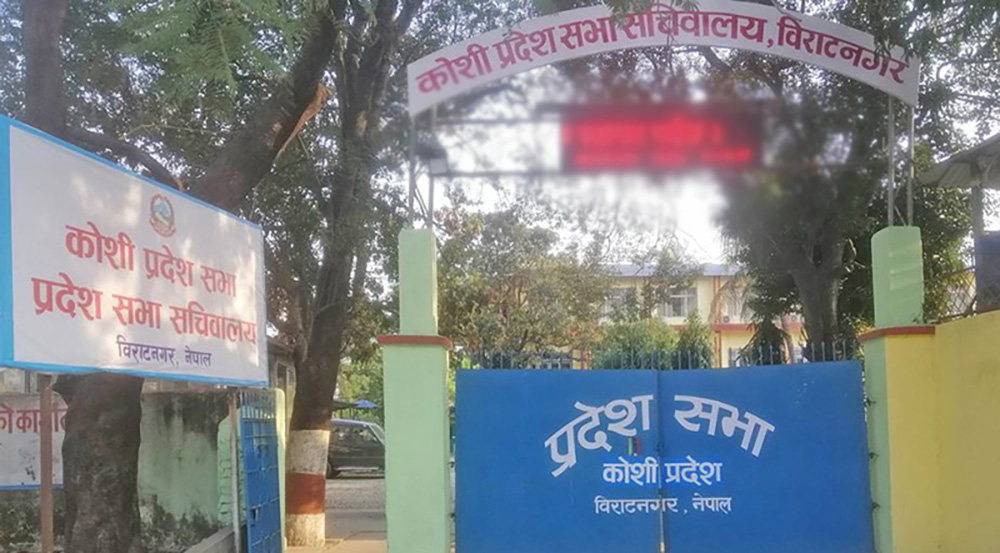 कोशी प्रदेश सभा सचिवालय, विराटनगर
कोशी प्रदेश सभा
प्रदेश सभा सचिवालय
विराटनगर, नेपाल
प्रदेश सभा
कोशी प्रदेश
विराटनगर, नेपाल